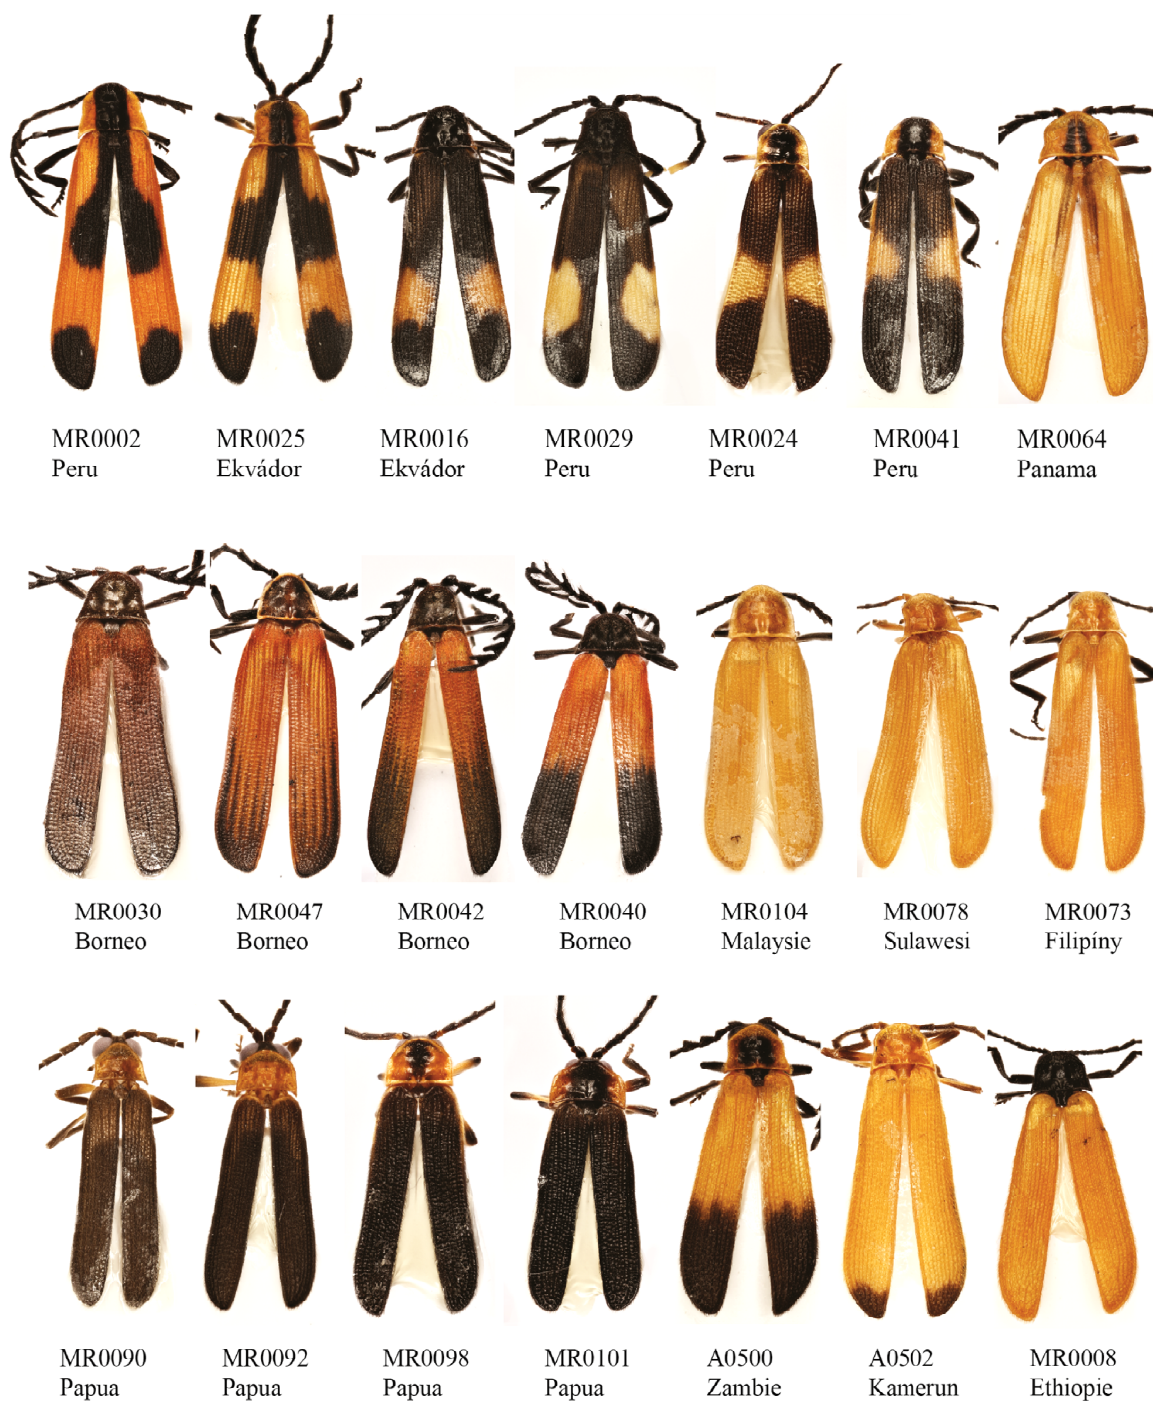 MR0002 MR0025 MR0016 MR0029 MR0024 MR0041 MR0064
Peru Ekvádor Ekvádor Peru Peru Peru Panama
MR0030 MR0047 MR0042 MR0040 MR0104 MR0078 MR0073
Borneo Borneo Borneo Borneo Malaysie Sulawesi Filipíny
MR0090 MR0092 MR0098 MR0101 A0500 A0502 MR0008
Papua Papua Papua Papua Zambie Kamerun Ethiopie